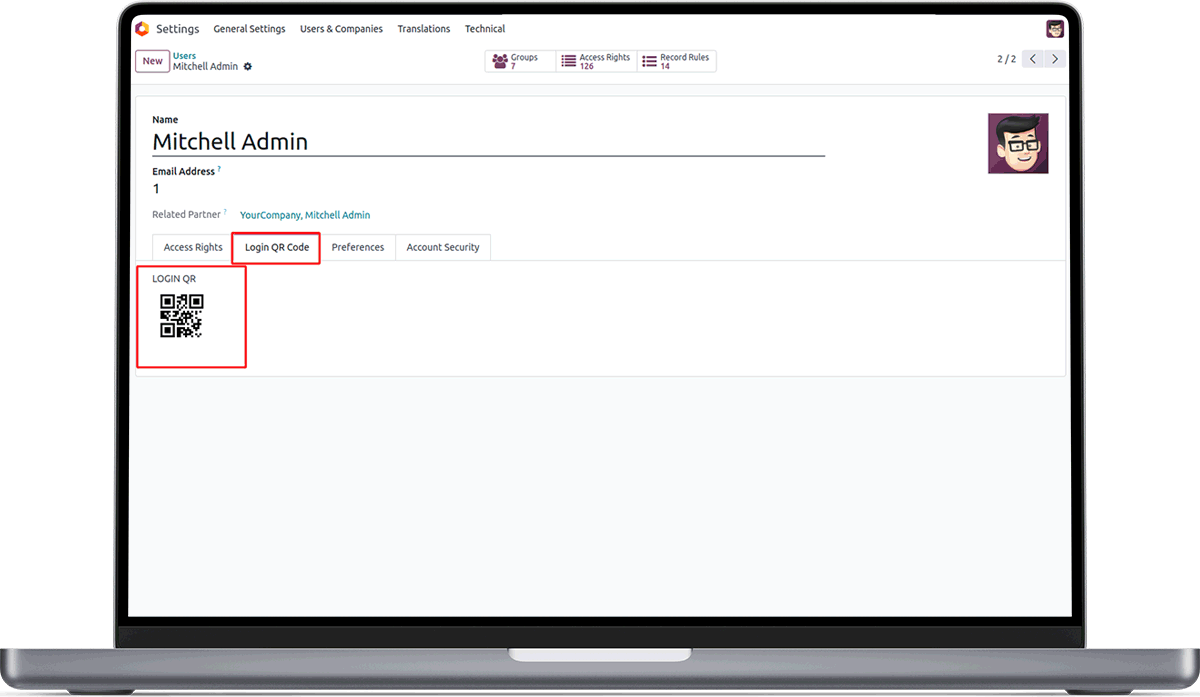 Settings General Settings Users & Companies Translations Technical
New Users
Mitchell Admin
Groups
7
Access Rights
126
Record Rules
14
2 / 2
Name
Mitchell Admin
Email Address ?
1
Related Partner ? YourCompany, Mitchell Admin
Access Rights Login QR Code Preferences Account Security
LOGIN QR